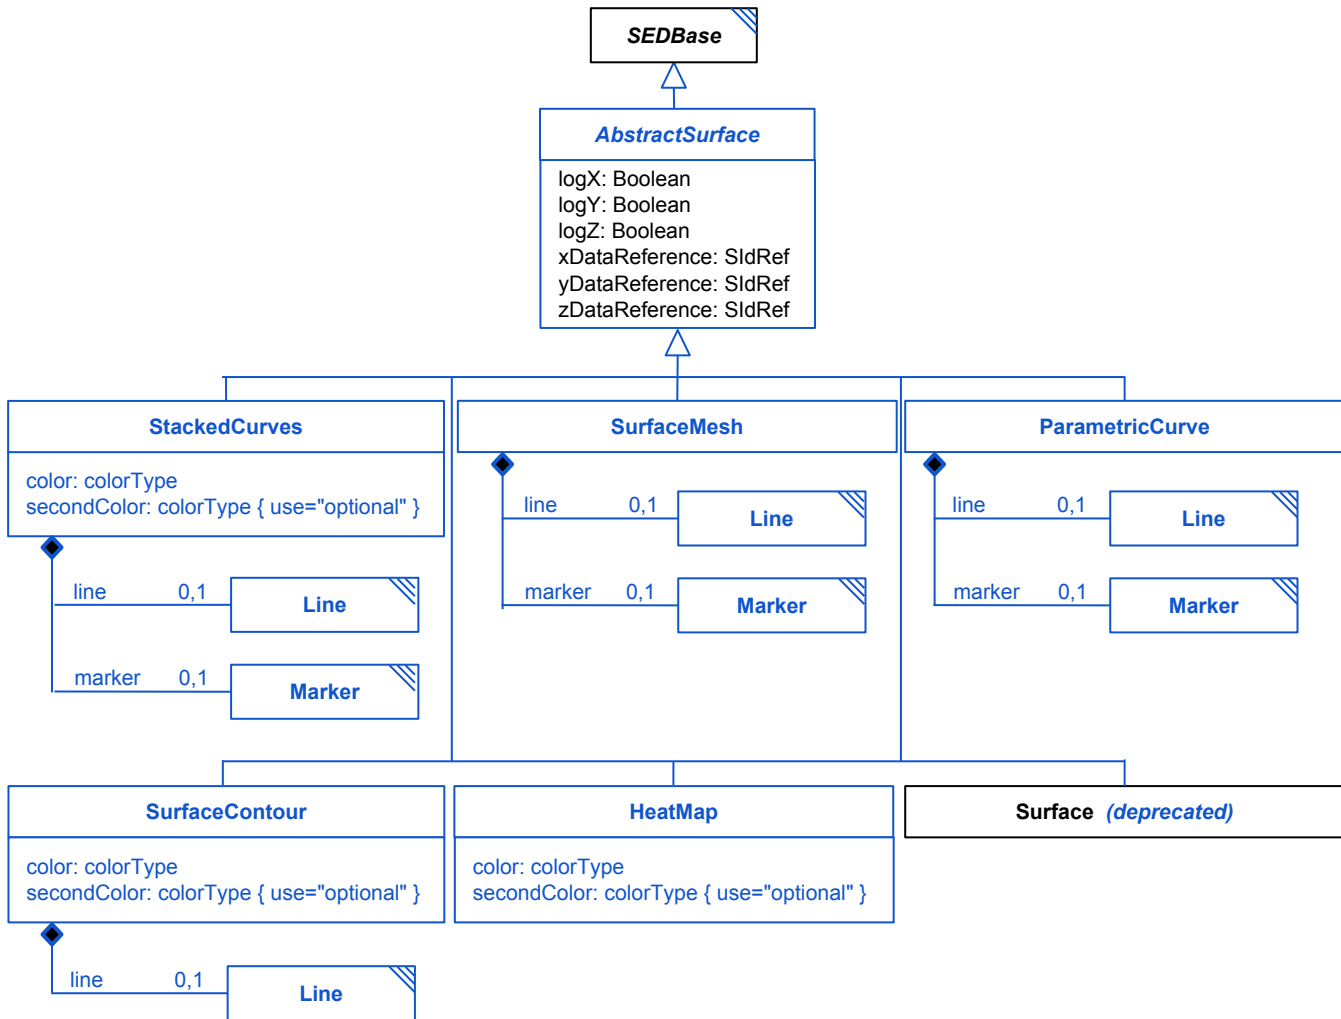 SEDBase
AbstractSurface
logX: Boolean
logY: Boolean
logZ: Boolean
xDataReference: SIdRef
yDataReference: SIdRef
zDataReference: SIdRef
StackedCurves
color: colorType
secondColor: colorType { use="optional" }
line 0,1 Line
marker 0,1 Marker
SurfaceMesh
line 0,1 Line
marker 0,1 Marker
ParametricCurve
line 0,1 Line
marker 0,1 Marker
SurfaceContour
color: colorType
secondColor: colorType { use="optional" }
line 0,1 Line
HeatMap
color: colorType
secondColor: colorType { use="optional" }
Surface (deprecated)